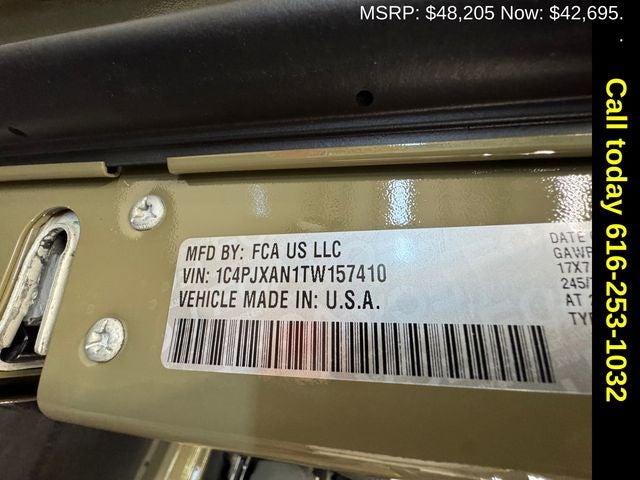 MSRP: $48,205 Now: $42,695.
Call today 616-253-1032
MFD BY: FCA US LLC
VIN: 1C4PJXAN1TW157410
VEHICLE MADE IN: U.S.A.
DATE
GAWR
17X7
245/
AT
TYP